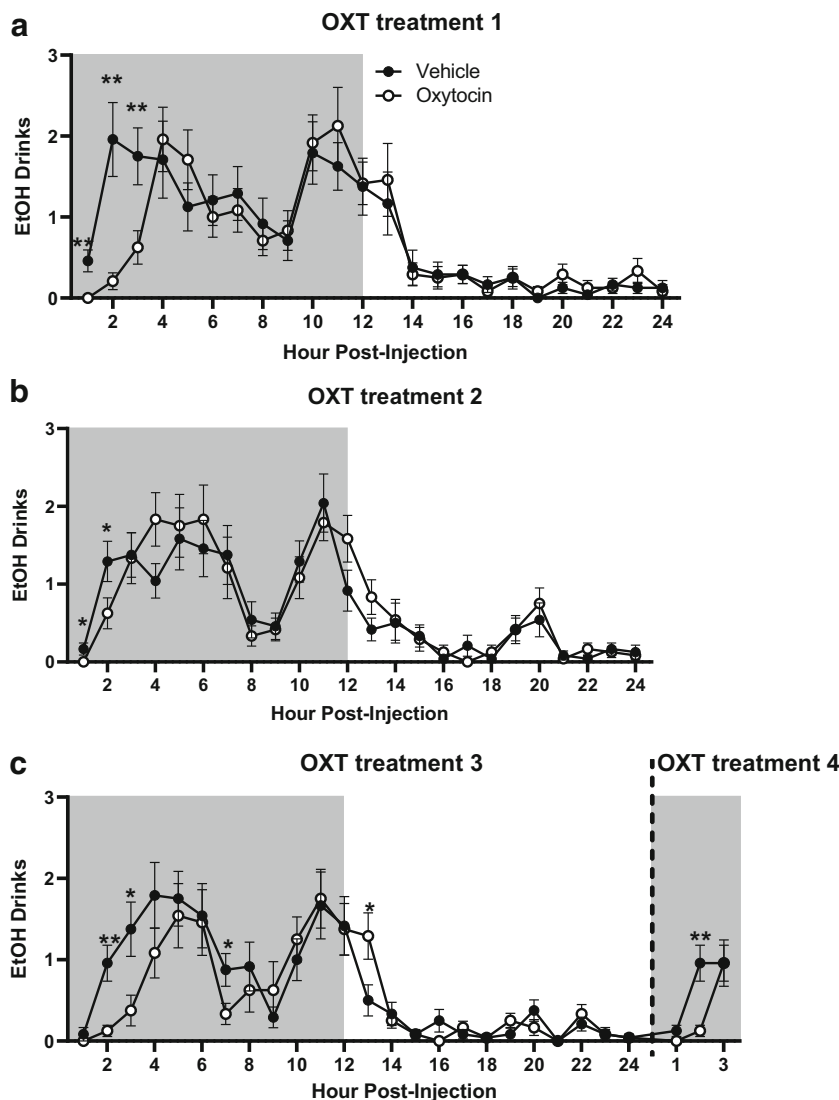 a
OXT treatment 1
3
2
1
0
EtOH Drinks
**
**
**
Vehicle
Oxytocin
2 4 6 8 10 12 14 16 18 20 22 24
Hour Post-Injection
b
OXT treatment 2
3
2
1
0
EtOH Drinks
*
*
2 4 6 8 10 12 14 16 18 20 22 24
Hour Post-Injection
c
OXT treatment 3
OXT treatment 4
3
2
1
0
EtOH Drinks
**
*
*
*
**
2 4 6 8 10 12 14 16 18 20 22 24 1 3
Hour Post-Injection